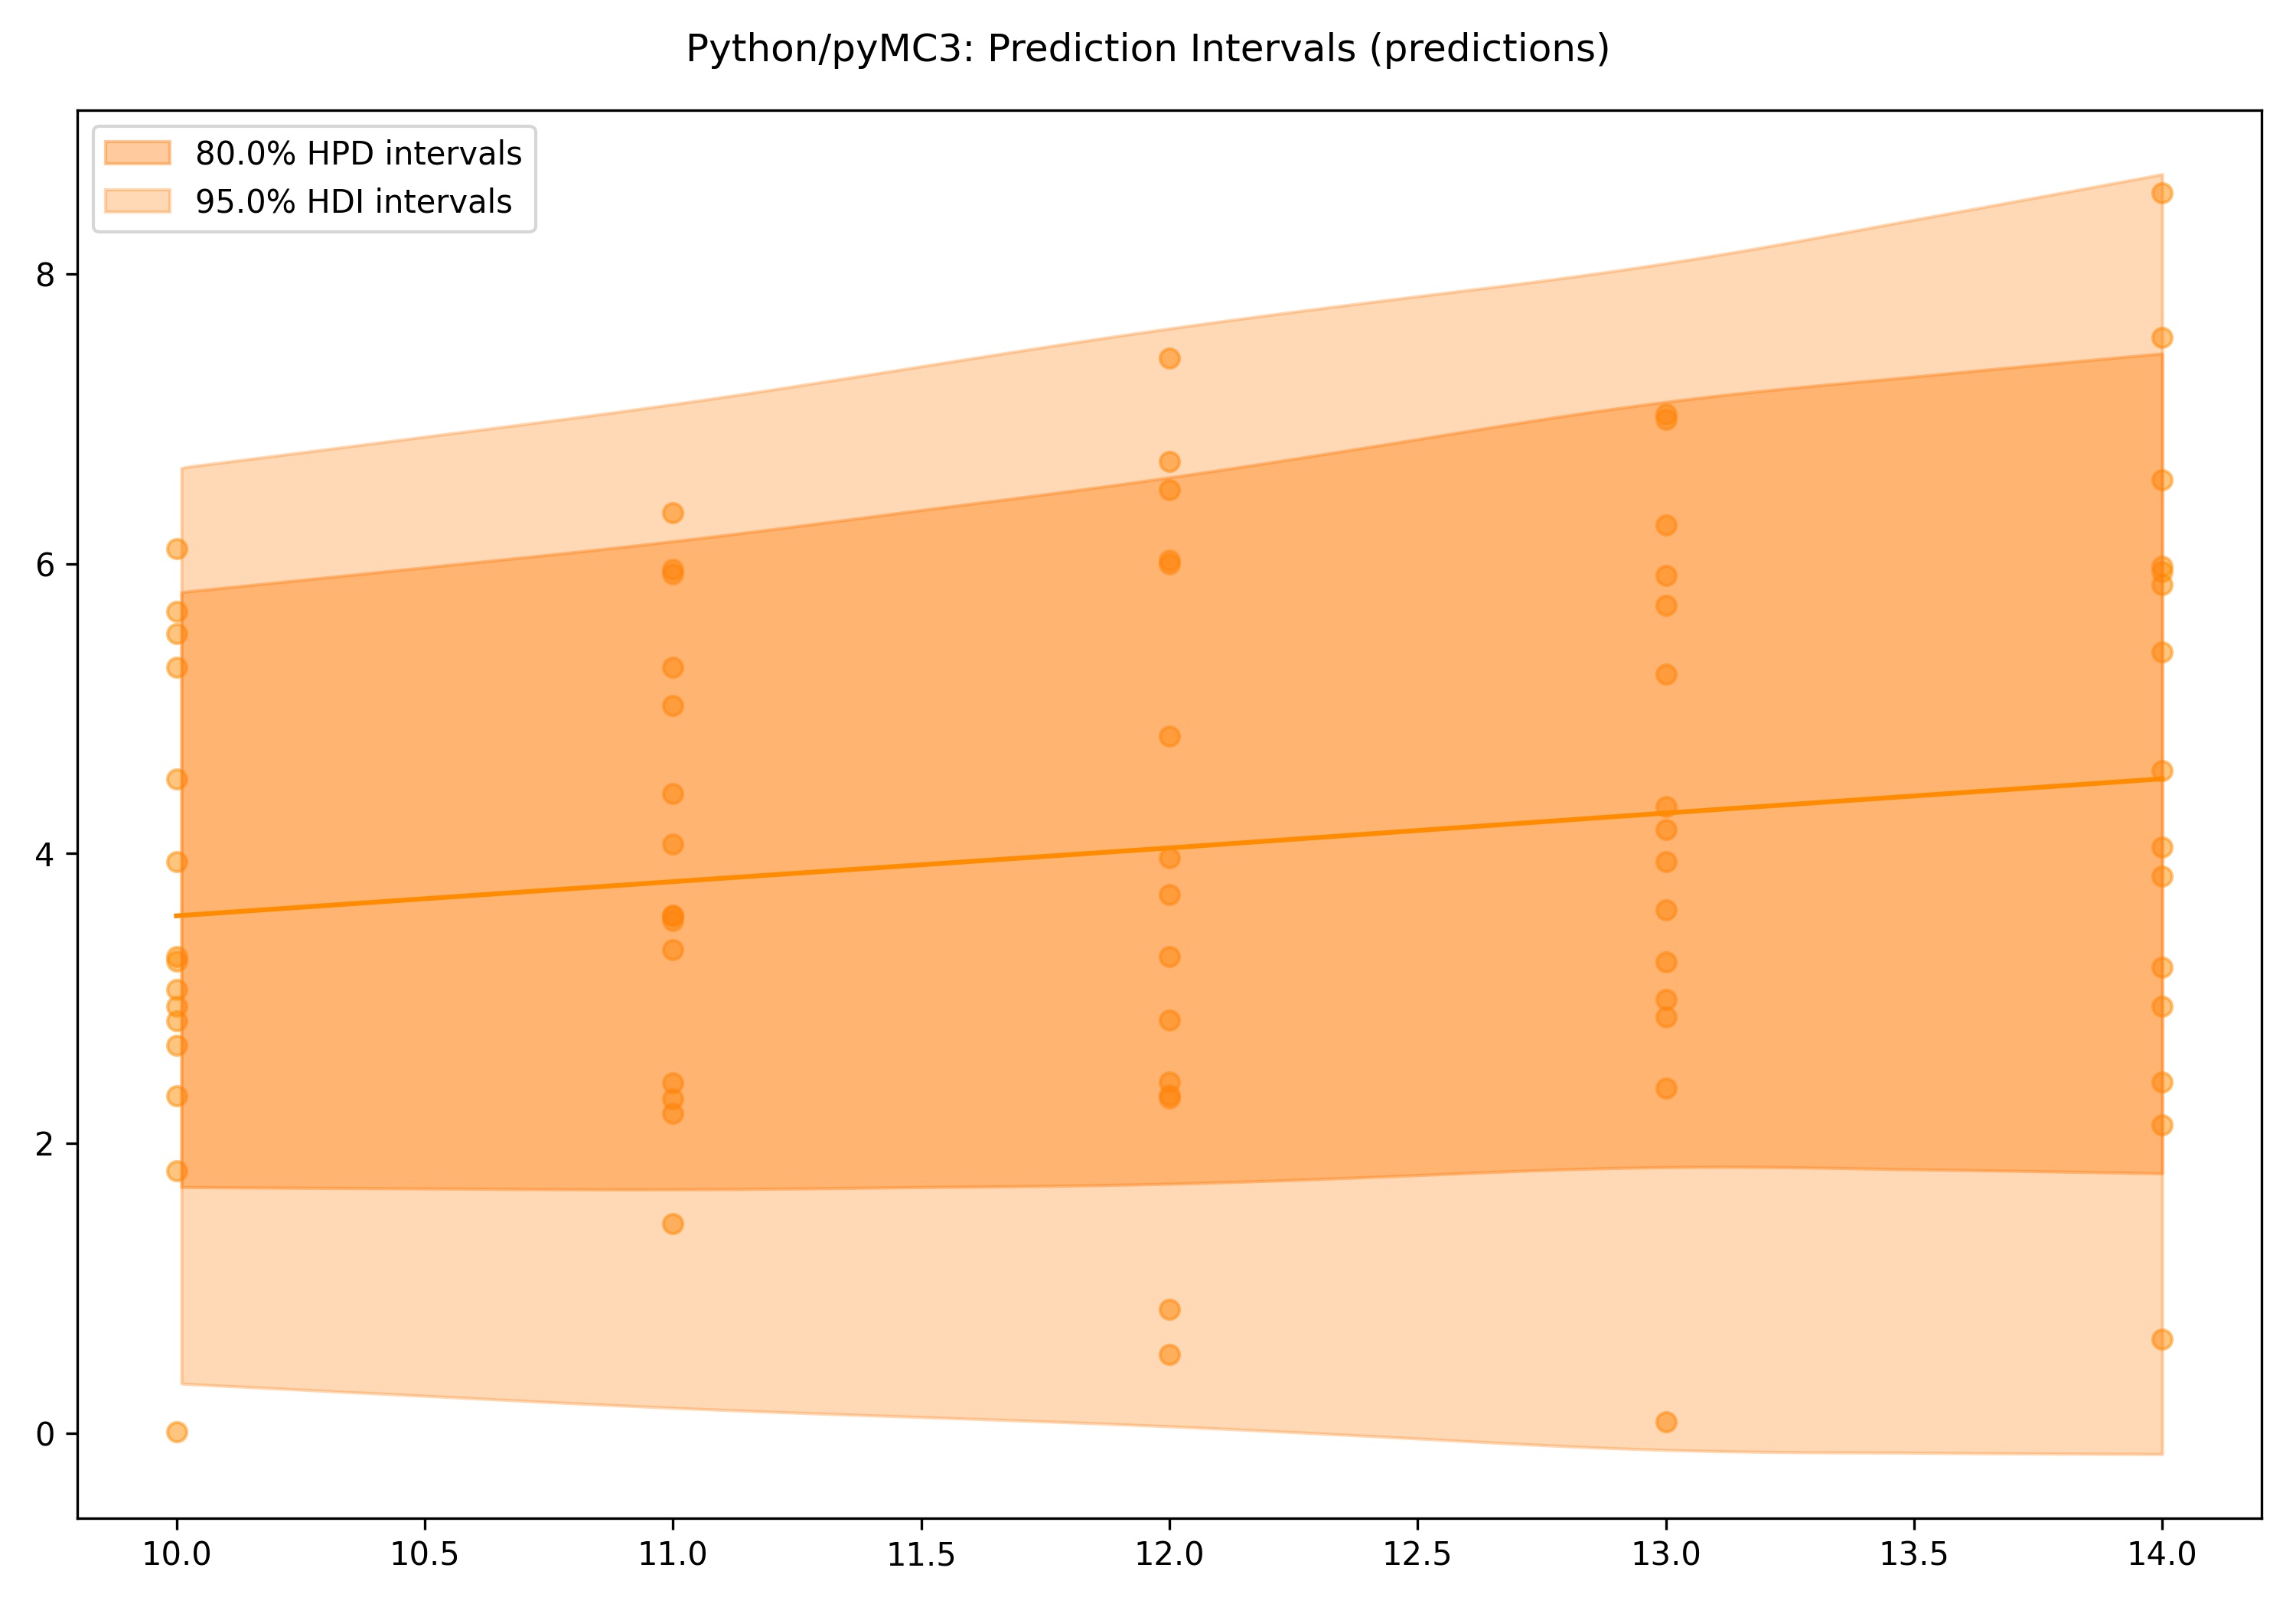 Python/pyMC3: Prediction Intervals (predictions)
80.0% HPD intervals
95.0% HDI intervals
8
6
4
2
0
10.0 10.5 11.0 11.5 12.0 12.5 13.0 13.5 14.0